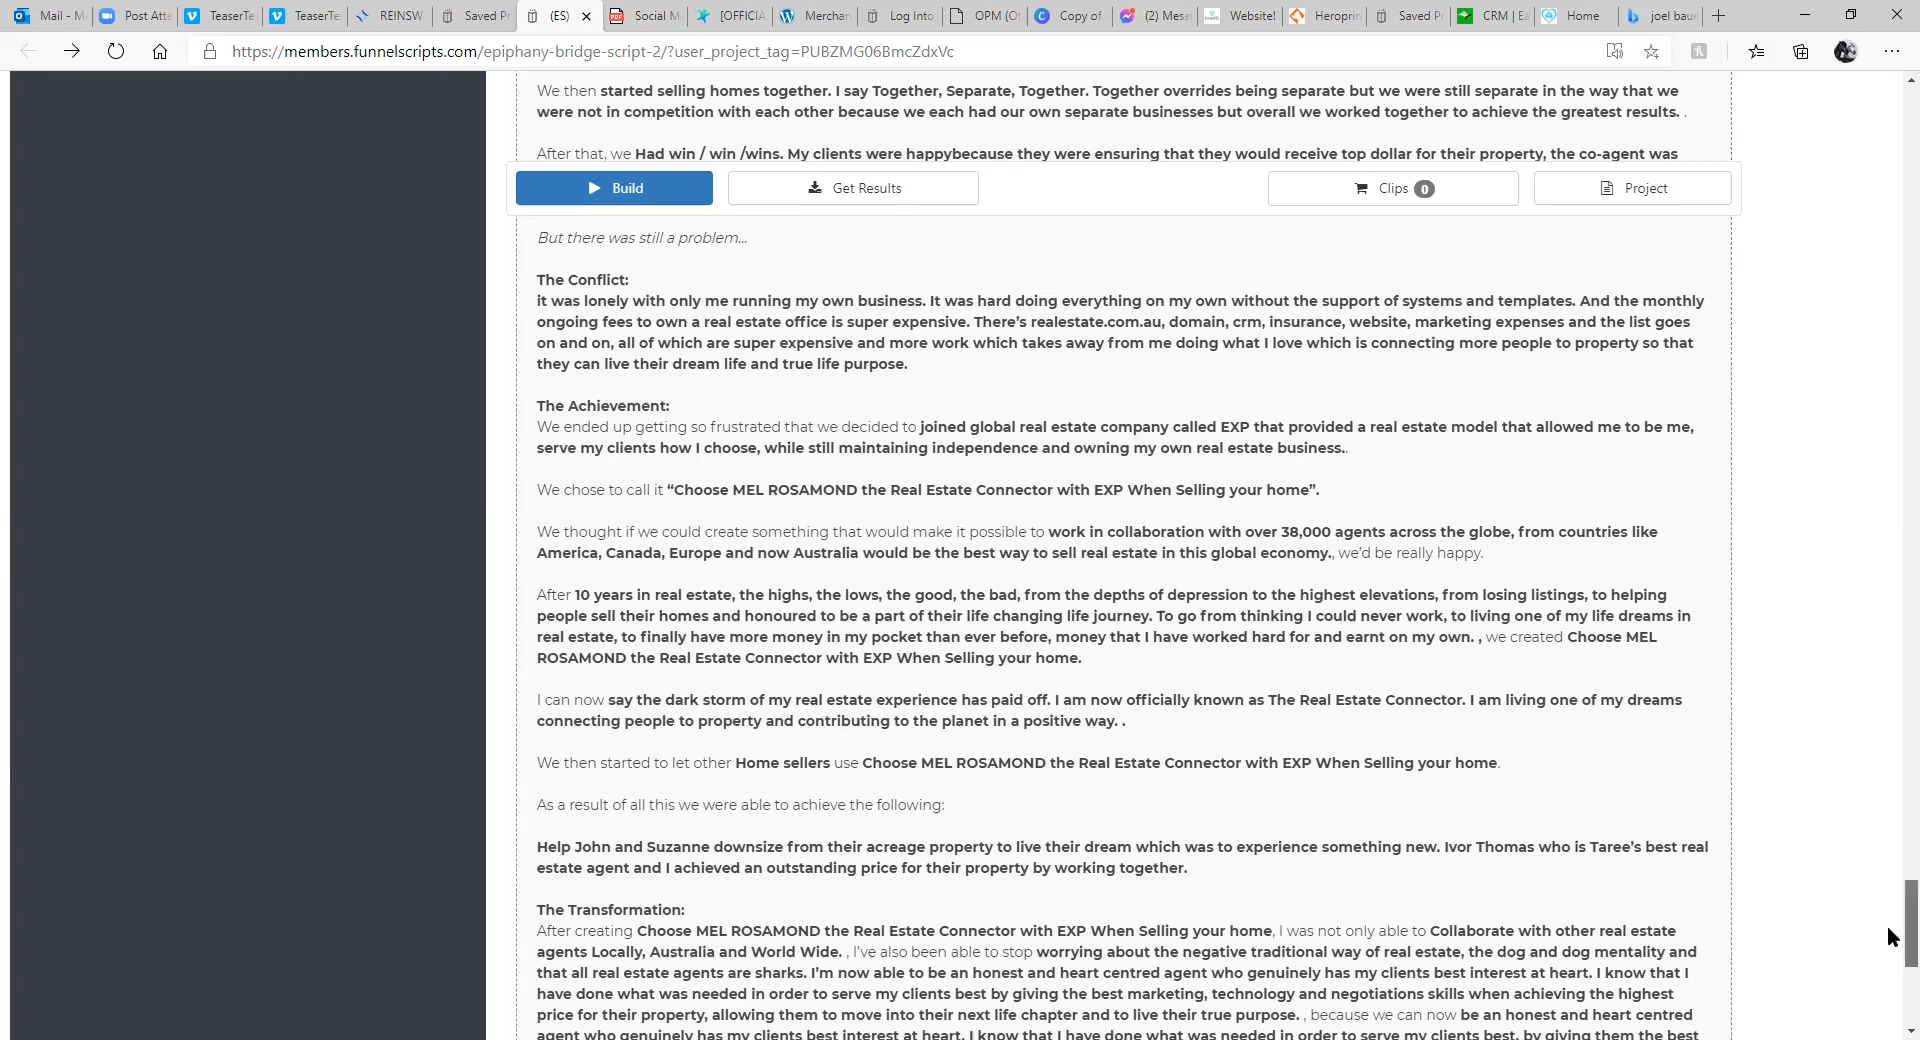 Mail - M
Post Atte
TeaserTe
TeaserTe
REINSW
Saved Pr
(ES)
Social M
[OFFICIA
Merchan
Log Into
OPM (O
Copy of
(2) Mess
Website!
Heroprin
Saved Pr
CRM | Ea
Home
joel baue
https://members.funnelscripts.com/epiphany-bridge-script-2/?user_project_tag=PUBZMG06BmcZdxVc
We then started selling homes together. I say Together, Separate, Together. Together overrides being separate but we were still separate in the way that we
were not in competition with each other because we each had our own separate businesses but overall we worked together to achieve the greatest results. .
After that, we Had win / win /wins. My clients were happybecause they were ensuring that they would receive top dollar for their property, the co-agent was
Build
Get Results
Clips 0
Project
But there was still a problem...
The Conflict:
it was lonely with only me running my own business. It was hard doing everything on my own without the support of systems and templates. And the monthly
ongoing fees to own a real estate office is super expensive. There's realestate.com.au, domain, crm, insurance, website, marketing expenses and the list goes
on and on, all of which are super expensive and more work which takes away from me doing what I love which is connecting more people to property so that
they can live their dream life and true life purpose.
The Achievement:
We ended up getting so frustrated that we decided to joined global real estate company called EXP that provided a real estate model that allowed me to be me,
serve my clients how I choose, while still maintaining independence and owning my own real estate business..
We chose to call it “Choose MEL ROSAMOND the Real Estate Connector with EXP When Selling your home”.
We thought if we could create something that would make it possible to work in collaboration with over 38,000 agents across the globe, from countries like
America, Canada, Europe and now Australia would be the best way to sell real estate in this global economy., we'd be really happy.
After 10 years in real estate, the highs, the lows, the good, the bad, from the depths of depression to the highest elevations, from losing listings, to helping
people sell their homes and honoured to be a part of their life changing life journey. To go from thinking I could never work, to living one of my life dreams in
real estate, to finally have more money in my pocket than ever before, money that I have worked hard for and earnt on my own. , we created Choose MEL
ROSAMOND the Real Estate Connector with EXP When Selling your home.
I can now say the dark storm of my real estate experience has paid off. I am now officially known as The Real Estate Connector. I am living one of my dreams
connecting people to property and contributing to the planet in a positive way. .
We then started to let other Home sellers use Choose MEL ROSAMOND the Real Estate Connector with EXP When Selling your home.
As a result of all this we were able to achieve the following:
Help John and Suzanne downsize from their acreage property to live their dream which was to experience something new. Ivor Thomas who is Taree's best real
estate agent and I achieved an outstanding price for their property by working together.
The Transformation:
After creating Choose MEL ROSAMOND the Real Estate Connector with EXP When Selling your home, I was not only able to Collaborate with other real estate
agents Locally, Australia and World Wide. , I've also been able to stop worrying about the negative traditional way of real estate, the dog and dog mentality and
that all real estate agents are sharks. I'm now able to be an honest and heart centred agent who genuinely has my clients best interest at heart. I know that I
have done what was needed in order to serve my clients best by giving the best marketing, technology and negotiations skills when achieving the highest
price for their property, allowing them to move into their next life chapter and to live their true purpose. , because we can now be an honest and heart centred
agent who genuinely has my clients best interest at heart. I know that I have done what was needed in order to serve my clients best, by giving them the best